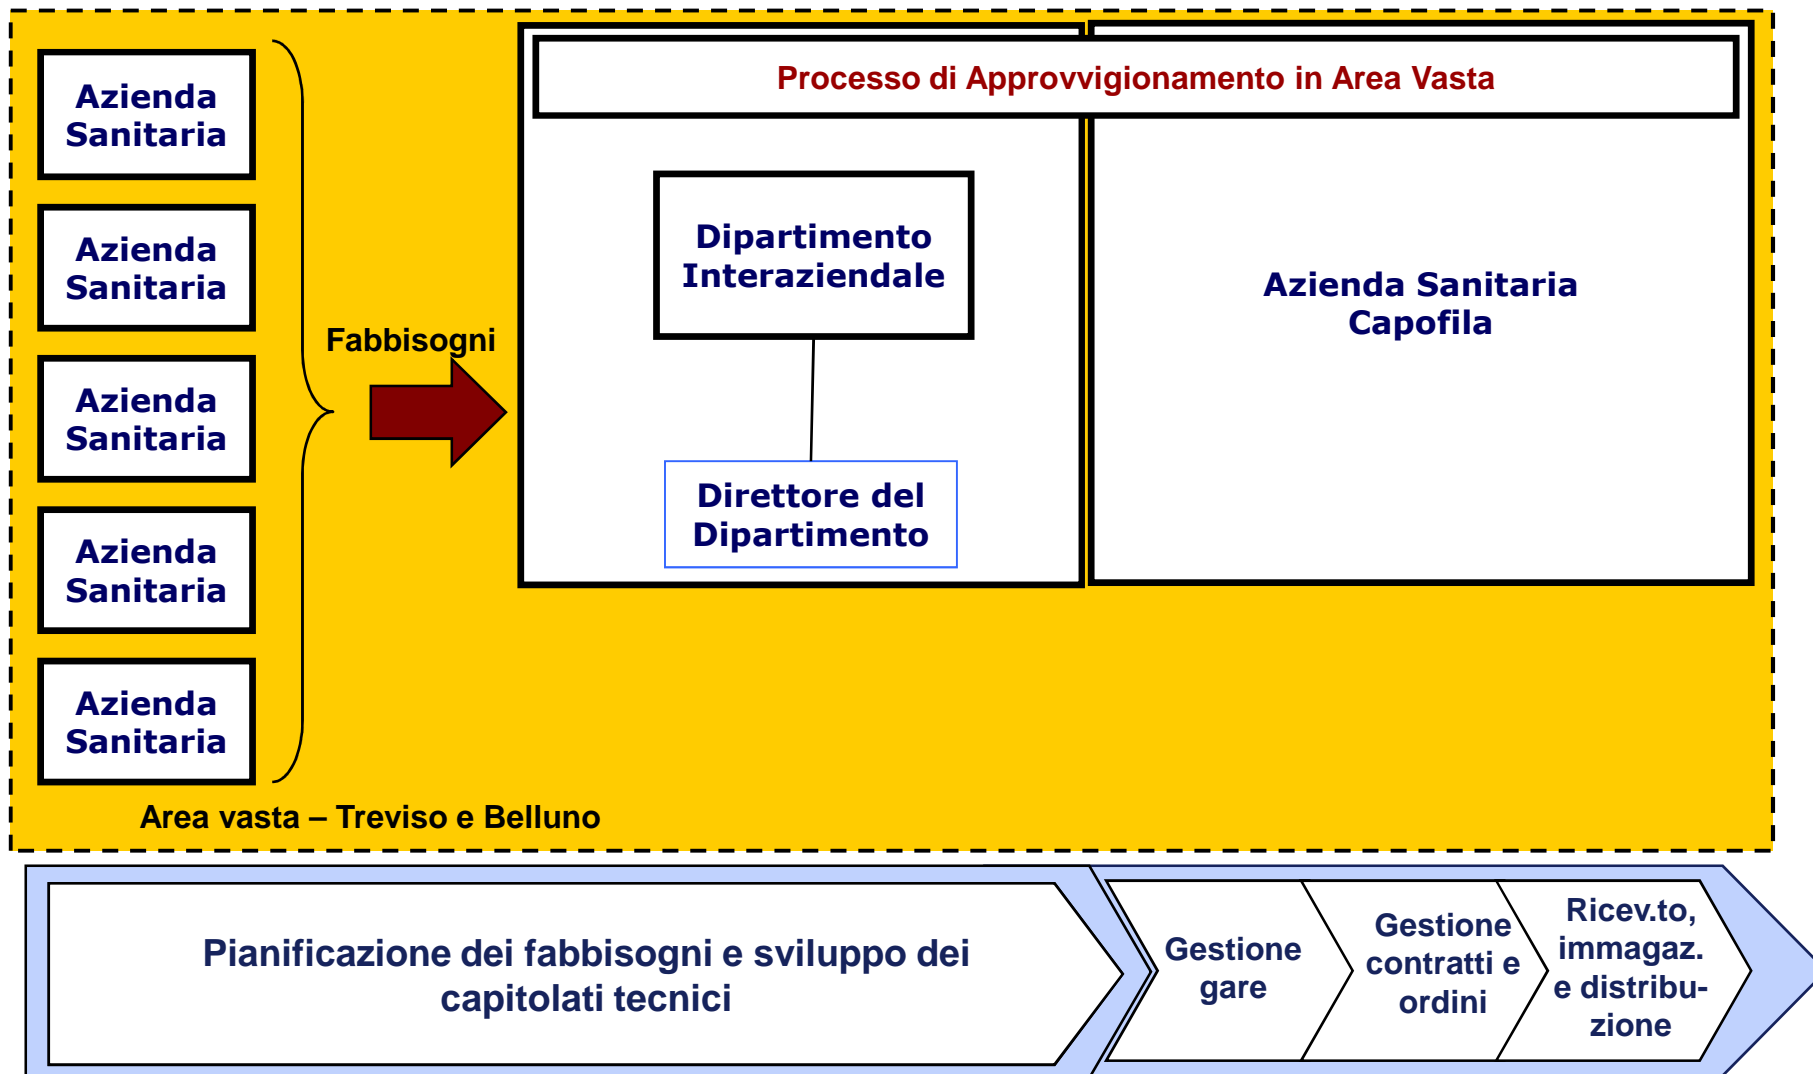 Azienda
Sanitaria
Azienda
Sanitaria
Azienda
Sanitaria
Azienda
Sanitaria
Azienda
Sanitaria
Fabbisogni
Processo di Approvvigionamento in Area Vasta
Dipartimento
Interaziendale
Direttore del
Dipartimento
Azienda Sanitaria
Capofila
Area vasta – Treviso e Belluno
Pianificazione dei fabbisogni e sviluppo dei
capitolati tecnici
Gestione
gare
Gestione
contratti e
ordini
Ricev.to,
immagaz.
e distribu-
zione